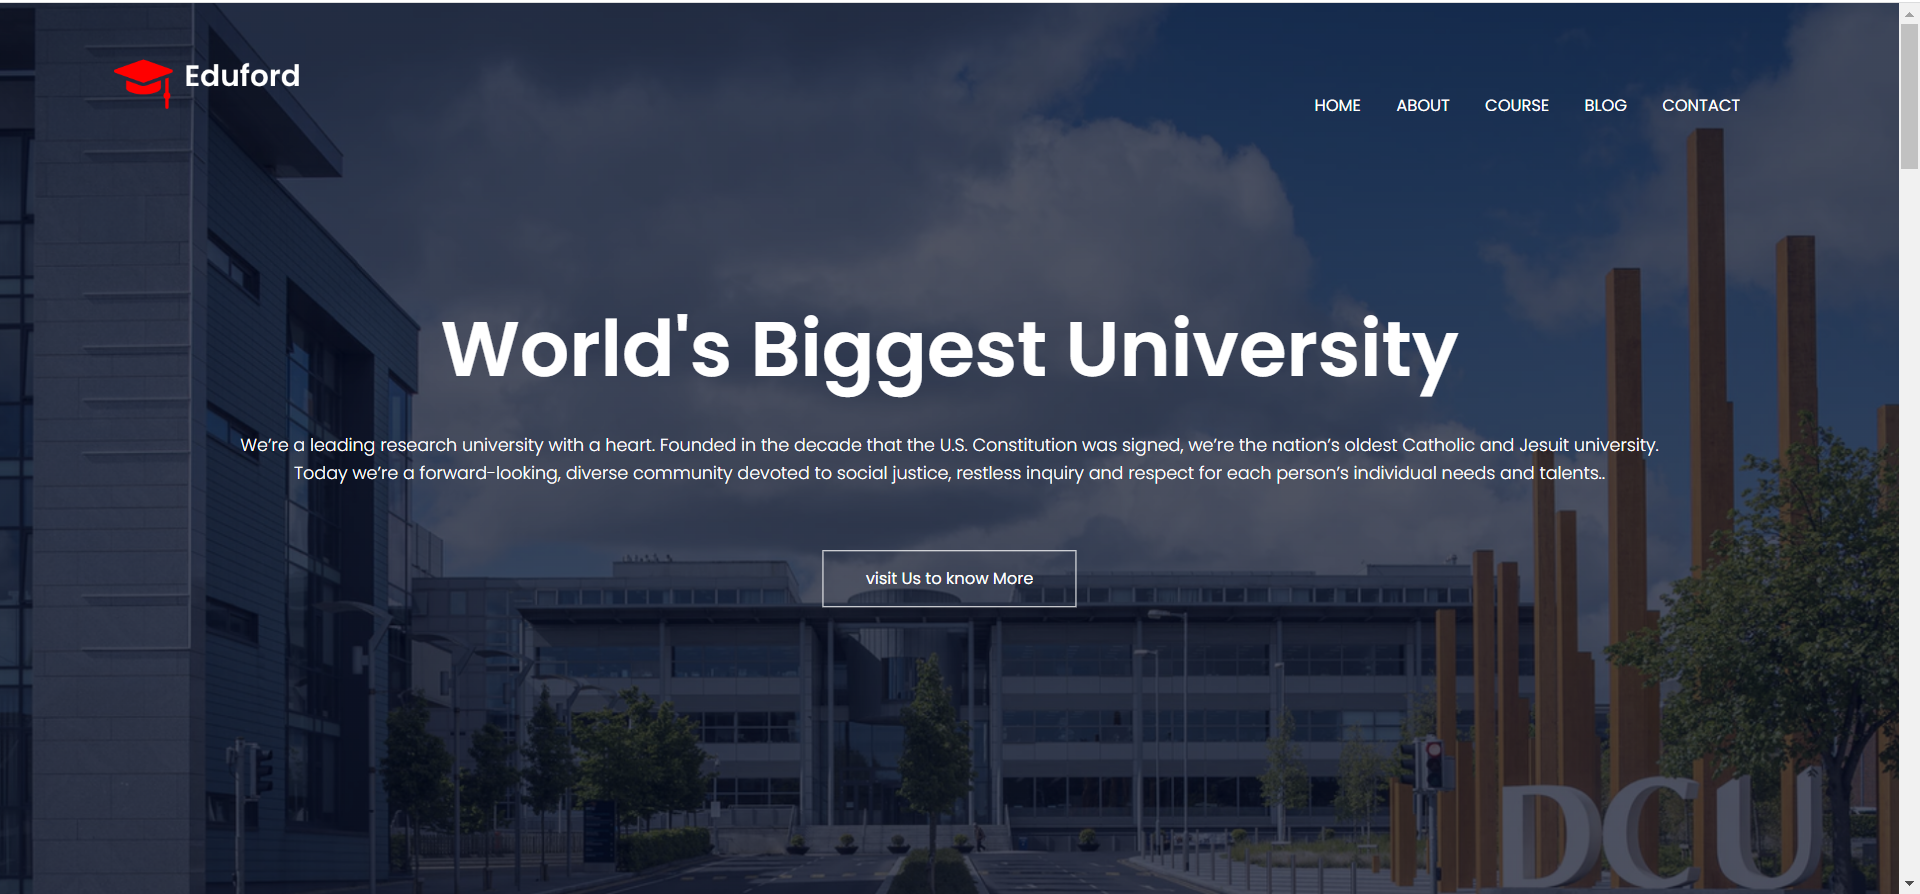 Eduford
HOME ABOUT COURSE BLOG CONTACT
World's Biggest University
We’re a leading research university with a heart. Founded in the decade that the U.S. Constitution was signed, we’re the nation’s oldest Catholic and Jesuit university.
Today we’re a forward-looking, diverse community devoted to social justice, restless inquiry and respect for each person’s individual needs and talents..
visit Us to know More
DCU